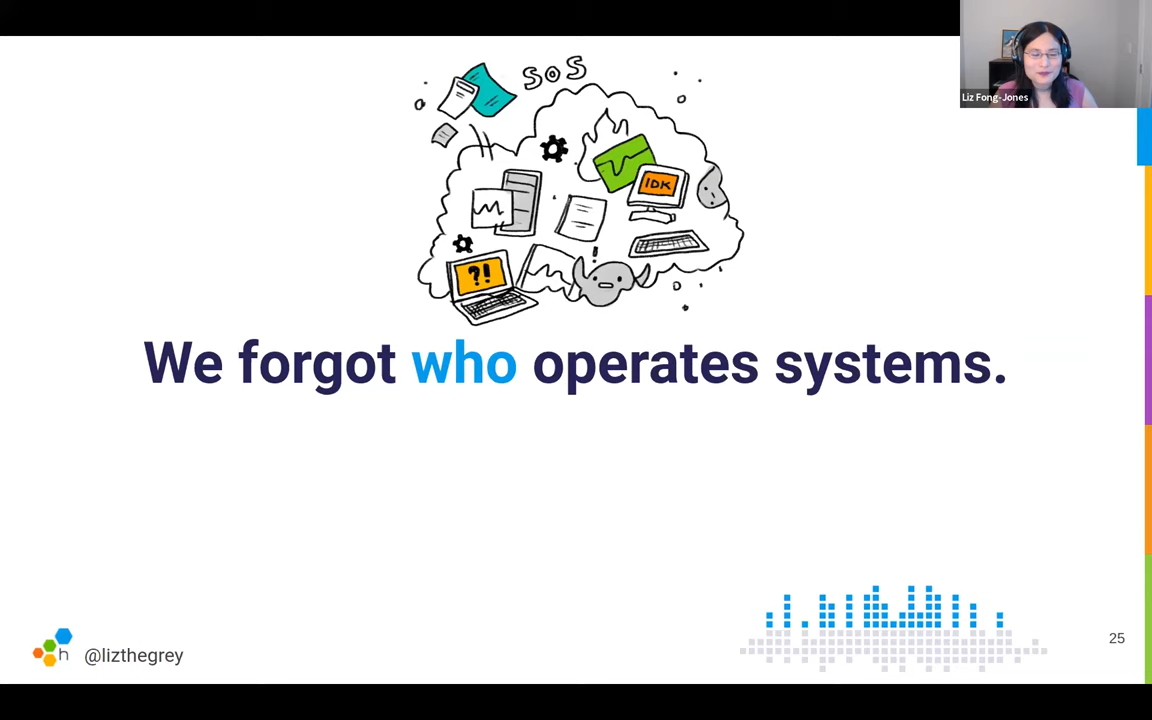 Liz Fong-Jones
SOS
IDK
?!
!
We forgot who operates systems.
h
@lizthegrey
25